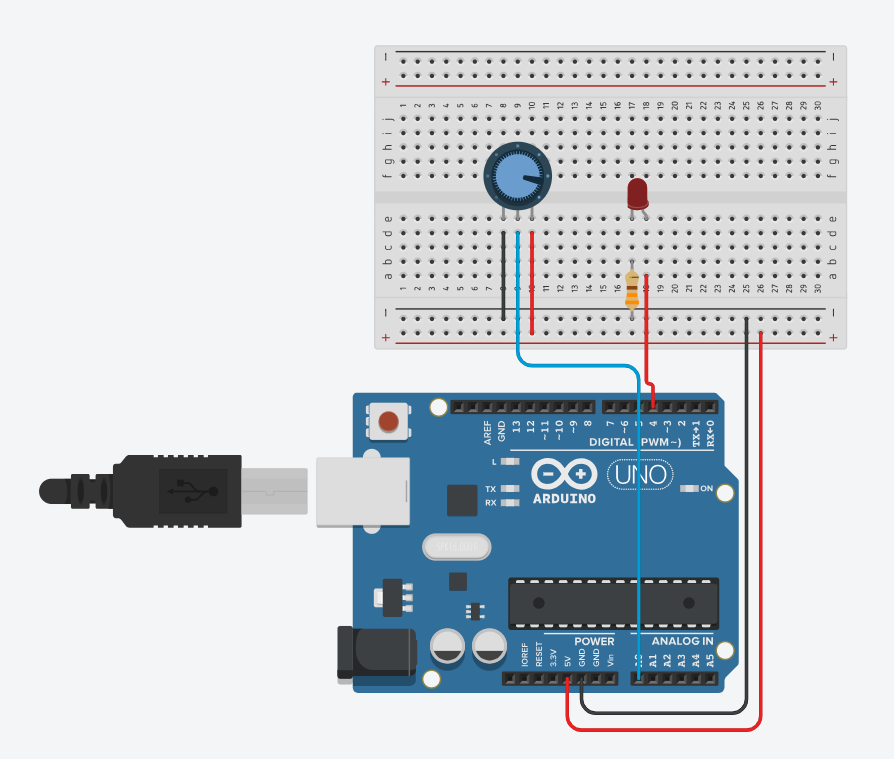 − −
+ +
1 2 3 4 5 6 7 8 9 10 11 12 13 14 15 16 17 18 19 20 21 22 23 24 25 26 27 28 29 30
j j
i i
h h
g g
f f
e e
d d
c c
b b
a a
1 2 3 4 5 6 7 8 9 11 12 13 14 15 16 18 19 20 21 22 23 24 25 26 27 28 29 30
− −
+ +
AREF GND 13 12 ~11 ~10 ~9 8 7 ~6 4 ~3 2 TX→1 RX←0
DIGITAL (PWM~)
L
TX
RX
− +
UNO
ARDUINO
ON
POWER ANALOG IN
IOREF RESET 3.3V 5V GND GND Vin A0 A1 A2 A3 A4 A5